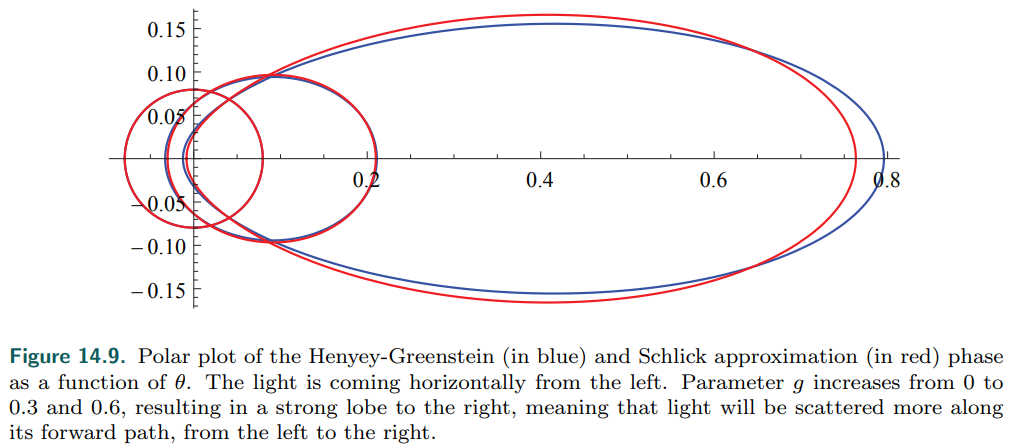 0.15
0.10
0.05
0.2 0.4 0.6 0.8
−0.05
−0.10
−0.15
Figure 14.9. Polar plot of the Henyey-Greenstein (in blue) and Schlick approximation (in red) phase
as a function of θ. The light is coming horizontally from the left. Parameter g increases from 0 to
0.3 and 0.6, resulting in a strong lobe to the right, meaning that light will be scattered more along
its forward path, from the left to the right.